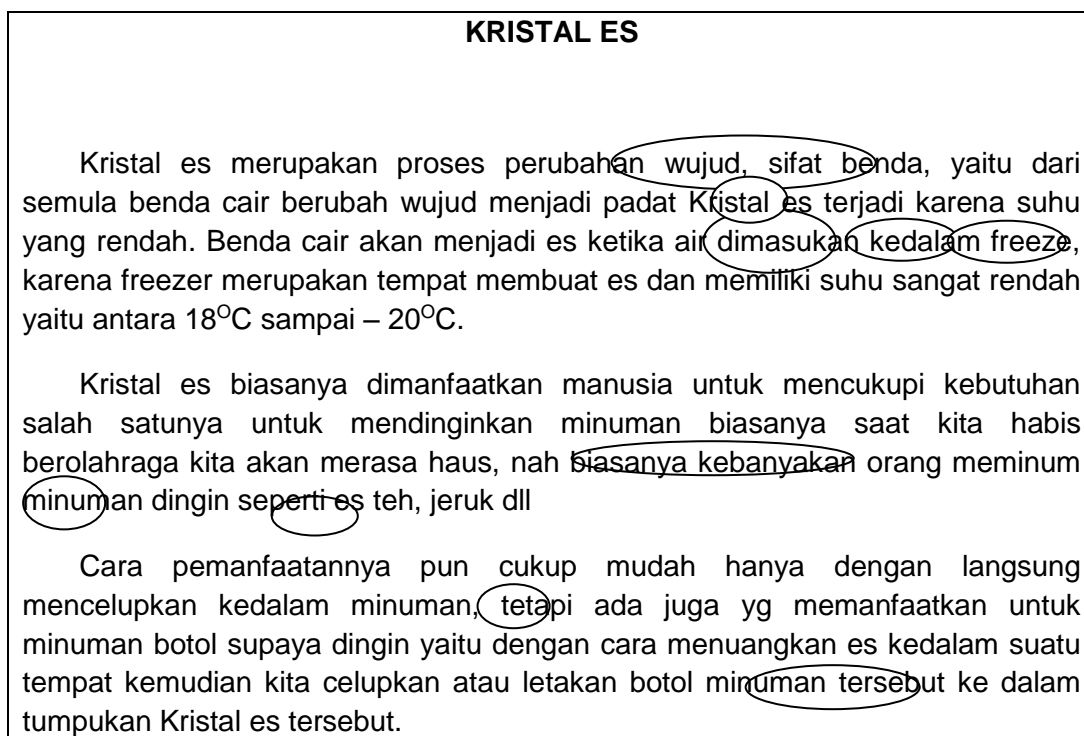 KRISTAL ES
Kristal es merupakan proses perubahan wujud, sifat benda, yaitu dari
semula benda cair berubah wujud menjadi padat Kristal es terjadi karena suhu
yang rendah. Benda cair akan menjadi es ketika air dimasukan kedalam freeze,
karena freezer merupakan tempat membuat es dan memiliki suhu sangat rendah
yaitu antara 18⁰C sampai – 20⁰C.
Kristal es biasanya dimanfaatkan manusia untuk mencukupi kebutuhan
salah satunya untuk mendinginkan minuman biasanya saat kita habis
berolahraga kita akan merasa haus, nah biasanya kebanyakan orang meminum
minuman dingin seperti es teh, jeruk dll
Cara pemanfaatannya pun cukup mudah hanya dengan langsung
mencelupkan kedalam minuman, tetapi ada juga yg memanfaatkan untuk
minuman botol supaya dingin yaitu dengan cara menuangkan es kedalam suatu
tempat kemudian kita celupkan atau letakan botol minuman tersebut ke dalam
tumpukan Kristal es tersebut.